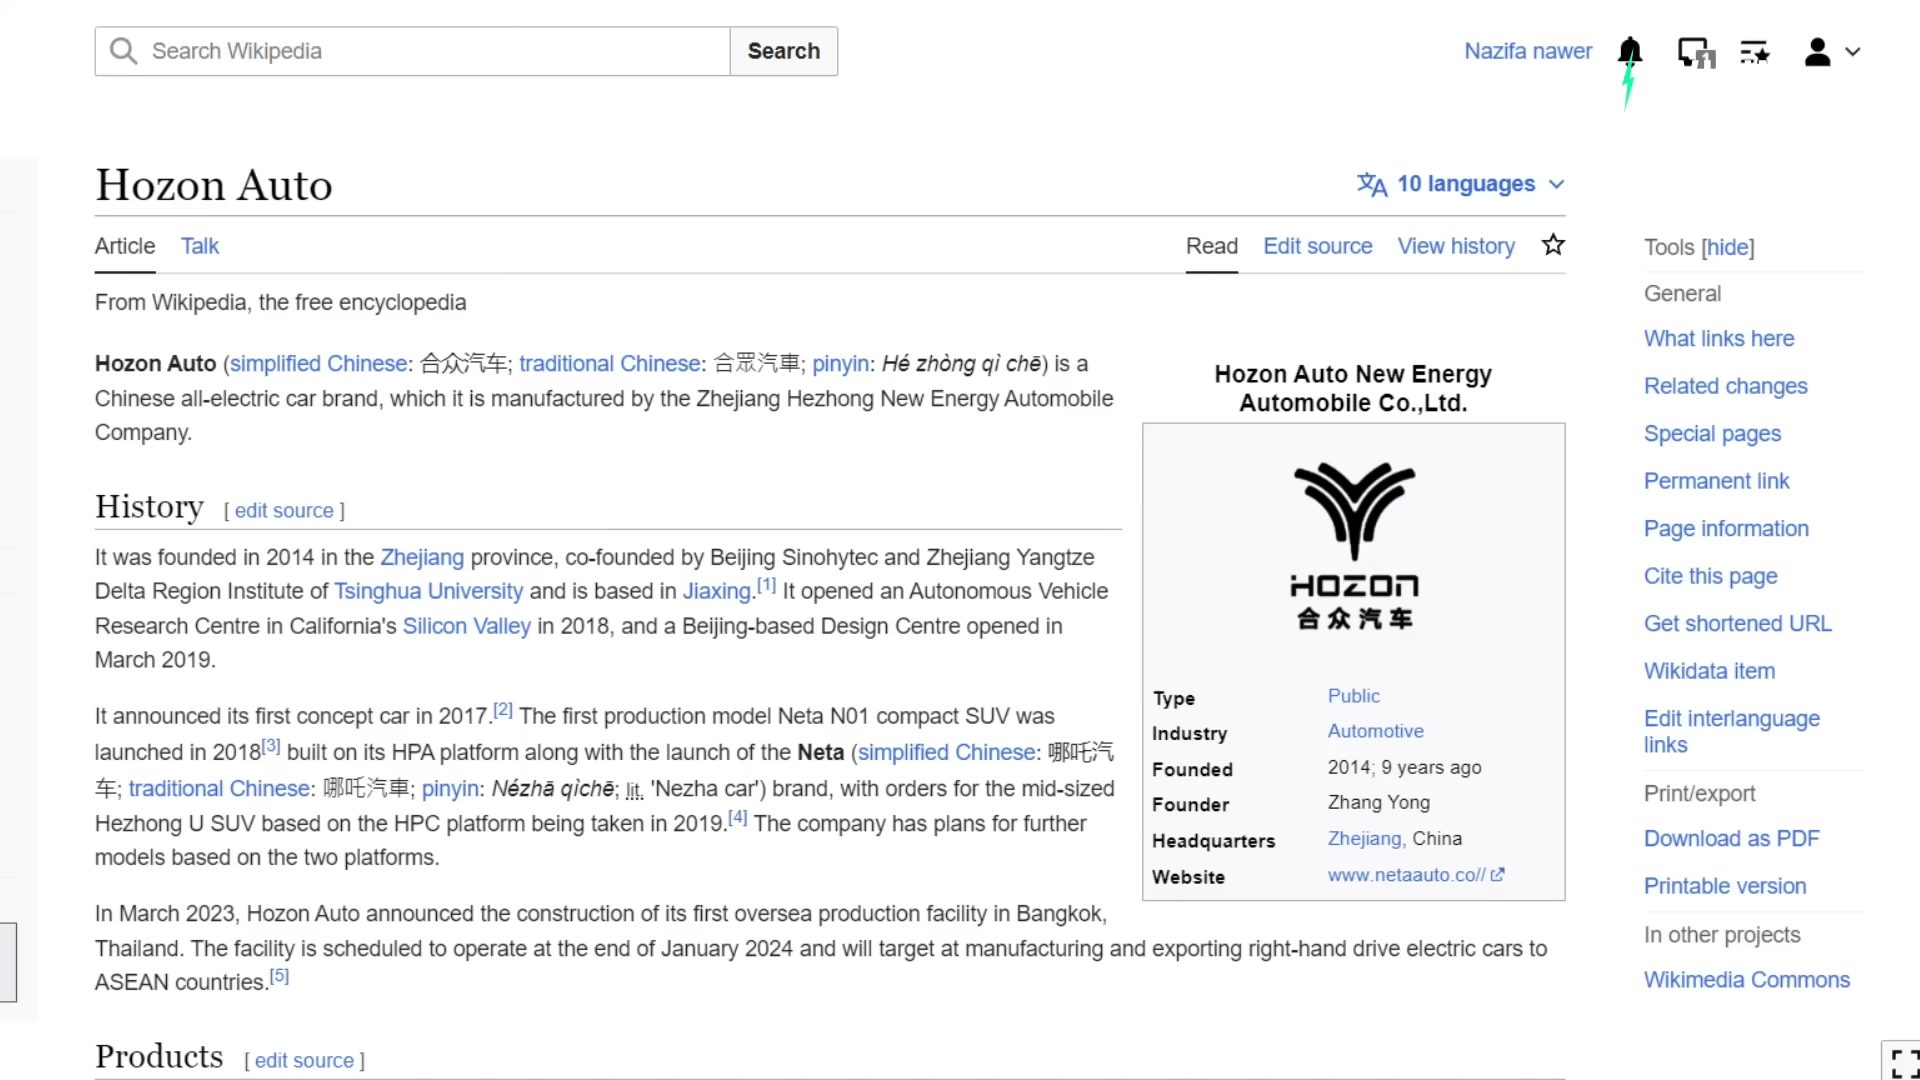 Search Wikipedia
Search
Nazifa nawer
1
Hozon Auto
10 languages
Article Talk
Read Edit source View history
From Wikipedia, the free encyclopedia
Hozon Auto (simplified Chinese: 合众汽车; traditional Chinese: 合眾汽車; pinyin: Hé zhòng qì chē) is a
Chinese all-electric car brand, which it is manufactured by the Zhejiang Hezhong New Energy Automobile
Company.
History [ edit source ]
It was founded in 2014 in the Zhejiang province, co-founded by Beijing Sinohytec and Zhejiang Yangtze
Delta Region Institute of Tsinghua University and is based in Jiaxing.[1] It opened an Autonomous Vehicle
Research Centre in California's Silicon Valley in 2018, and a Beijing-based Design Centre opened in
March 2019.
It announced its first concept car in 2017.[2] The first production model Neta N01 compact SUV was
launched in 2018[3] built on its HPA platform along with the launch of the Neta (simplified Chinese: 哪吒汽
车; traditional Chinese: 哪吒汽車; pinyin: Nézhā qìchē; lit. 'Nezha car') brand, with orders for the mid-sized
Hezhong U SUV based on the HPC platform being taken in 2019.[4] The company has plans for further
models based on the two platforms.
In March 2023, Hozon Auto announced the construction of its first oversea production facility in Bangkok,
Thailand. The facility is scheduled to operate at the end of January 2024 and will target at manufacturing and exporting right-hand drive electric cars to
ASEAN countries.[5]
Products [ edit source ]
Hozon Auto New Energy
Automobile Co.,Ltd.
HOZON
合众汽车
Type Public
Industry Automotive
Founded 2014; 9 years ago
Founder Zhang Yong
Headquarters Zhejiang, China
Website www.netaauto.co//
Tools [hide]
General
What links here
Related changes
Special pages
Permanent link
Page information
Cite this page
Get shortened URL
Wikidata item
Edit interlanguage
links
Print/export
Download as PDF
Printable version
In other projects
Wikimedia Commons